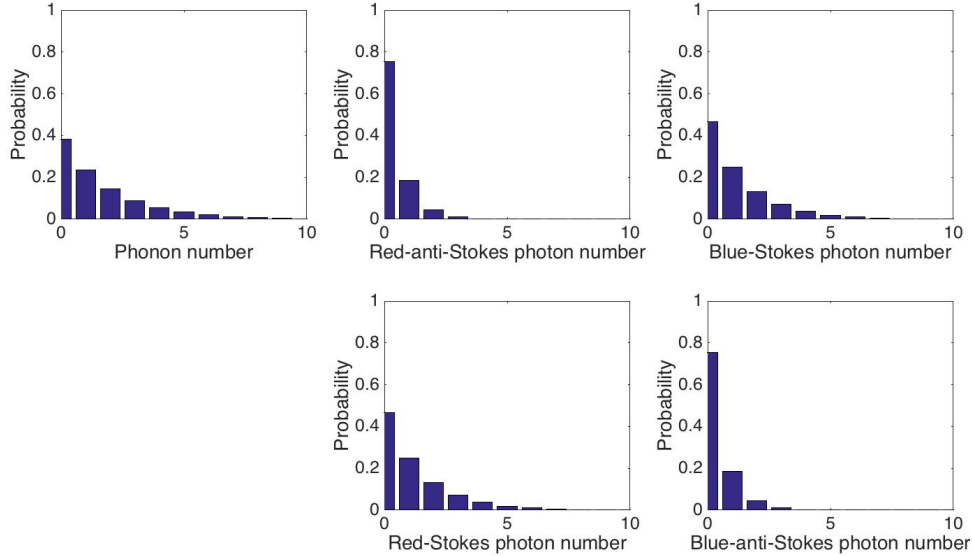 Probability
1
0.8
0.6
0.4
0.2
0
0 5 10
Phonon number
Probability
1
0.8
0.6
0.4
0.2
0
0 5 10
Red-anti-Stokes photon number
Probability
1
0.8
0.6
0.4
0.2
0
0 5 10
Blue-Stokes photon number
Probability
1
0.8
0.6
0.4
0.2
0
0 5 10
Red-Stokes photon number
Probability
1
0.8
0.6
0.4
0.2
0
0 5 10
Blue-anti-Stokes photon number